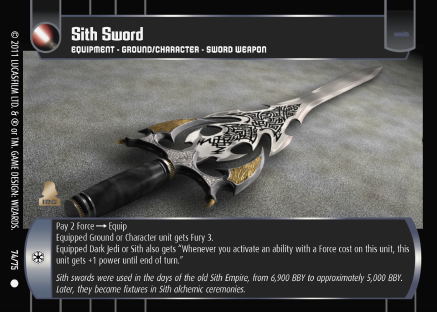 Sith Sword
EQUIPMENT - GROUND/CHARACTER - SWORD WEAPON
© 2011 LUCASFILM LTD. & ® or TM. GAME DESIGN: WIZARDS.
74/75
Pay 2 Force → Equip
Equipped Ground or Character unit gets Fury 3.
Equipped Dark Jedi or Sith also gets "Whenever you activate an ability with a Force cost on this unit, this
unit gets +1 power until end of turn."
Sith swords were used in the days of the old Sith Empire, from 6,900 BBY to approximately 5,000 BBY.
Later, they become fixtures in Sith alchemic ceremonies.